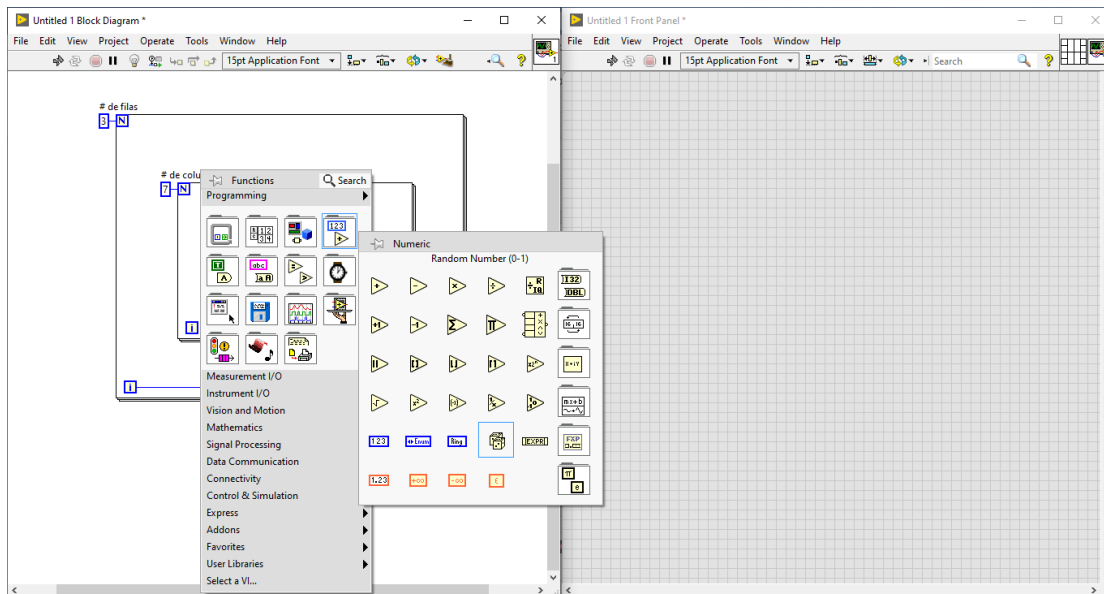 Untitled 1 Block Diagram *
File Edit View Project Operate Tools Window Help
15pt Application Font
# de filas
3 N
# de colu
7 N
i
i
Functions
Search
Programming
Measurement I/O
Instrument I/O
Vision and Motion
Mathematics
Signal Processing
Data Communication
Connectivity
Control & Simulation
Express
Addons
Favorites
User Libraries
Select a VI...
Numeric
Random Number (0-1)
I32
DBL
123
Enum
Ring
EXPR
FXP
1.23
+∞
-∞
Untitled 1 Front Panel *
File Edit View Project Operate Tools Window Help
15pt Application Font
Search